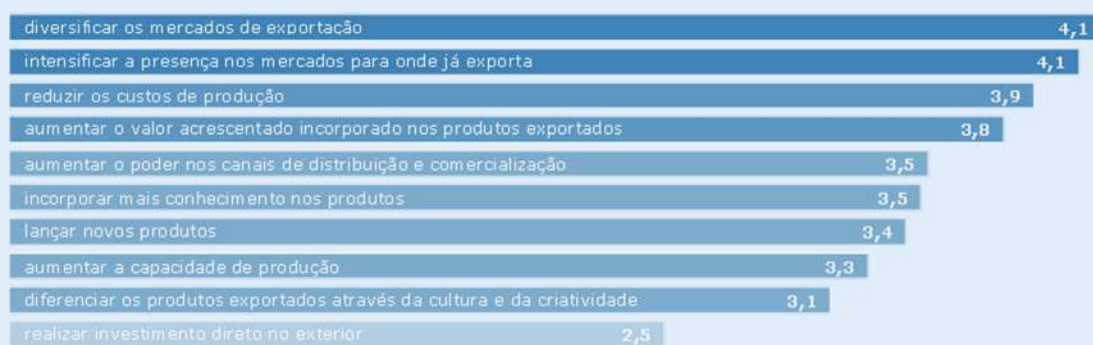 diversificar os mercados de exportação 4,1
intensificar a presença nos mercados para onde já exporta 4,1
reduzir os custos de produção 3,9
aumentar o valor acrescentado incorporado nos produtos exportados 3,8
aumentar o poder nos canais de distribuição e comercialização 3,5
incorporar mais conhecimento nos produtos 3,5
lançar novos produtos 3,4
aumentar a capacidade de produção 3,3
diferenciar os produtos exportados através da cultura e da criatividade 3,1
realizar investimento direto no exterior 2,5